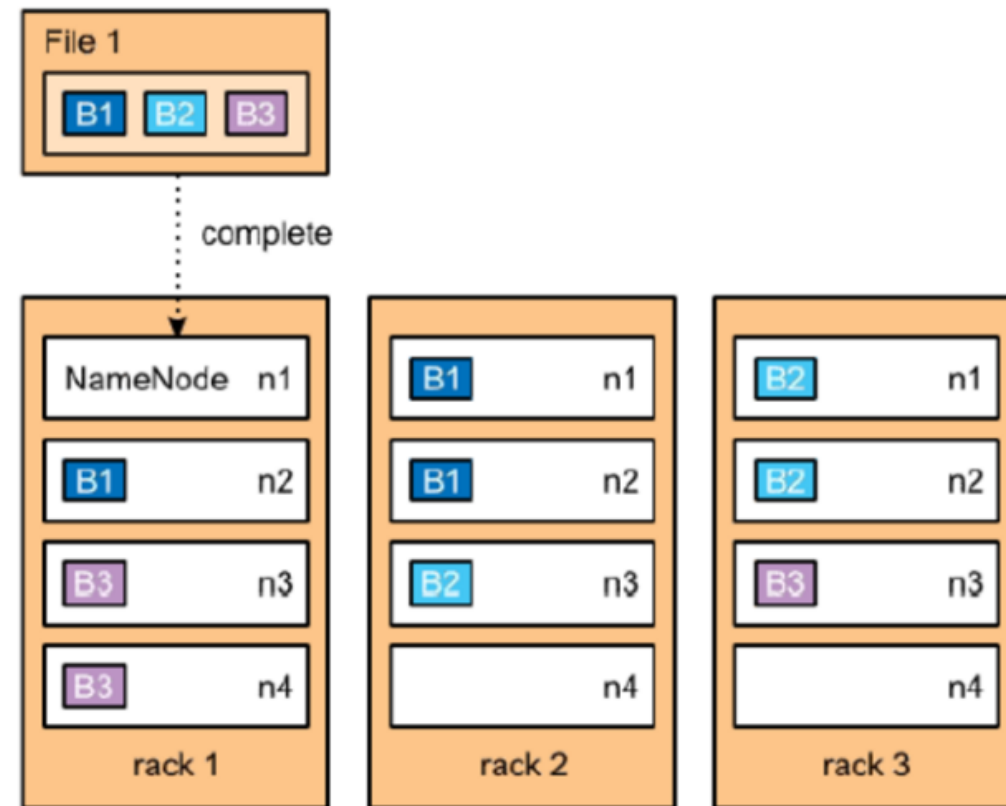 File 1
B1 B2 B3
complete
NameNode n1
B1 n2
B3 n3
B3 n4
rack 1
B1 n1
B1 n2
B2 n3
n4
rack 2
B2 n1
B2 n2
B3 n3
n4
rack 3